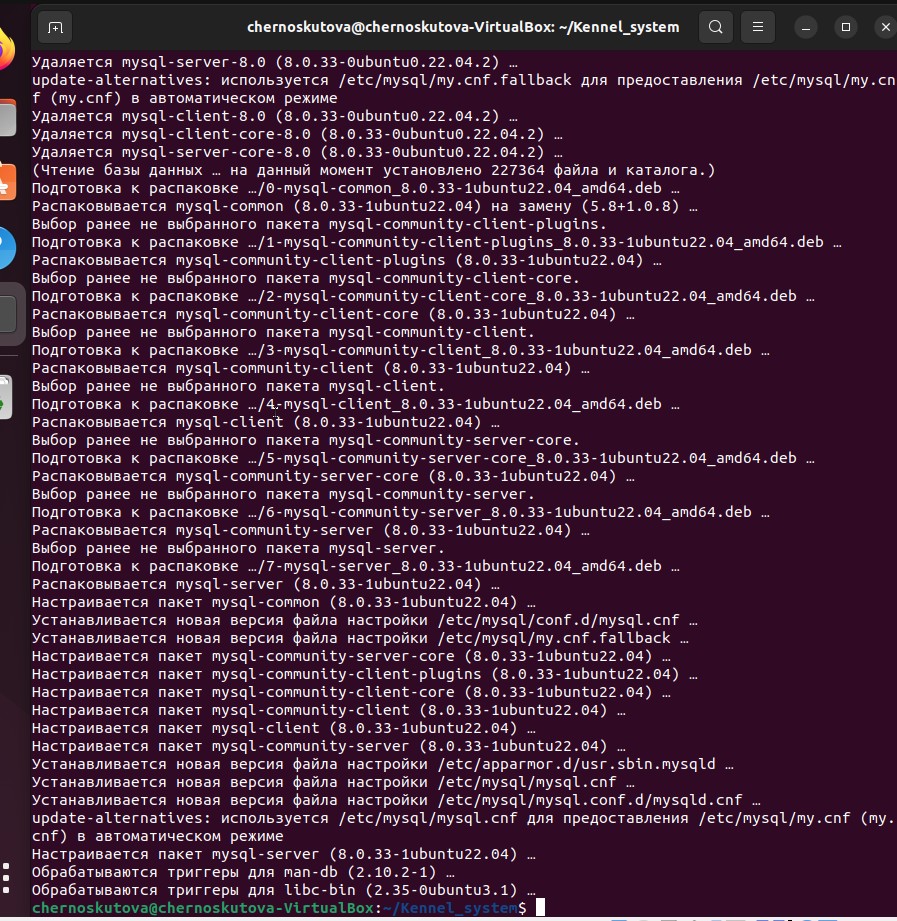 chernoskutova@chernoskutova-VirtualBox: ~/Kennel_system
Удаляется mysql-server-8.0 (8.0.33-0ubuntu0.22.04.2) …
update-alternatives: используется /etc/mysql/my.cnf.fallback для предоставления /etc/mysql/my.cn
f (my.cnf) в автоматическом режиме
Удаляется mysql-client-8.0 (8.0.33-0ubuntu0.22.04.2) …
Удаляется mysql-client-core-8.0 (8.0.33-0ubuntu0.22.04.2) …
Удаляется mysql-server-core-8.0 (8.0.33-0ubuntu0.22.04.2) …
(Чтение базы данных … на данный момент установлено 227364 файла и каталога.)
Подготовка к распаковке …/0-mysql-common_8.0.33-1ubuntu22.04_amd64.deb …
Распаковывается mysql-common (8.0.33-1ubuntu22.04) на замену (5.8+1.0.8) …
Выбор ранее не выбранного пакета mysql-community-client-plugins.
Подготовка к распаковке …/1-mysql-community-client-plugins_8.0.33-1ubuntu22.04_amd64.deb …
Распаковывается mysql-community-client-plugins (8.0.33-1ubuntu22.04) …
Выбор ранее не выбранного пакета mysql-community-client-core.
Подготовка к распаковке …/2-mysql-community-client-core_8.0.33-1ubuntu22.04_amd64.deb …
Распаковывается mysql-community-client-core (8.0.33-1ubuntu22.04) …
Выбор ранее не выбранного пакета mysql-community-client.
Подготовка к распаковке …/3-mysql-community-client_8.0.33-1ubuntu22.04_amd64.deb …
Распаковывается mysql-community-client (8.0.33-1ubuntu22.04) …
Выбор ранее не выбранного пакета mysql-client.
Подготовка к распаковке …/4-mysql-client_8.0.33-1ubuntu22.04_amd64.deb …
Распаковывается mysql-client (8.0.33-1ubuntu22.04) …
Выбор ранее не выбранного пакета mysql-community-server-core.
Подготовка к распаковке …/5-mysql-community-server-core_8.0.33-1ubuntu22.04_amd64.deb …
Распаковывается mysql-community-server-core (8.0.33-1ubuntu22.04) …
Выбор ранее не выбранного пакета mysql-community-server.
Подготовка к распаковке …/6-mysql-community-server_8.0.33-1ubuntu22.04_amd64.deb …
Распаковывается mysql-community-server (8.0.33-1ubuntu22.04) …
Выбор ранее не выбранного пакета mysql-server.
Подготовка к распаковке …/7-mysql-server_8.0.33-1ubuntu22.04_amd64.deb …
Распаковывается mysql-server (8.0.33-1ubuntu22.04) …
Настраивается пакет mysql-common (8.0.33-1ubuntu22.04) …
Устанавливается новая версия файла настройки /etc/mysql/conf.d/mysql.cnf …
Устанавливается новая версия файла настройки /etc/mysql/my.cnf.fallback …
Настраивается пакет mysql-community-server-core (8.0.33-1ubuntu22.04) …
Настраивается пакет mysql-community-client-plugins (8.0.33-1ubuntu22.04) …
Настраивается пакет mysql-community-client-core (8.0.33-1ubuntu22.04) …
Настраивается пакет mysql-community-client (8.0.33-1ubuntu22.04) …
Настраивается пакет mysql-client (8.0.33-1ubuntu22.04) …
Настраивается пакет mysql-community-server (8.0.33-1ubuntu22.04) …
Устанавливается новая версия файла настройки /etc/apparmor.d/usr.sbin.mysqld …
Устанавливается новая версия файла настройки /etc/mysql/mysql.cnf …
Устанавливается новая версия файла настройки /etc/mysql/mysql.conf.d/mysqld.cnf …
update-alternatives: используется /etc/mysql/mysql.cnf для предоставления /etc/mysql/my.cnf (my.
cnf) в автоматическом режиме
Настраивается пакет mysql-server (8.0.33-1ubuntu22.04) …
Обрабатываются триггеры для man-db (2.10.2-1) …
Обрабатываются триггеры для libc-bin (2.35-0ubuntu3.1) …
chernoskutova@chernoskutova-VirtualBox:~/Kennel_system$